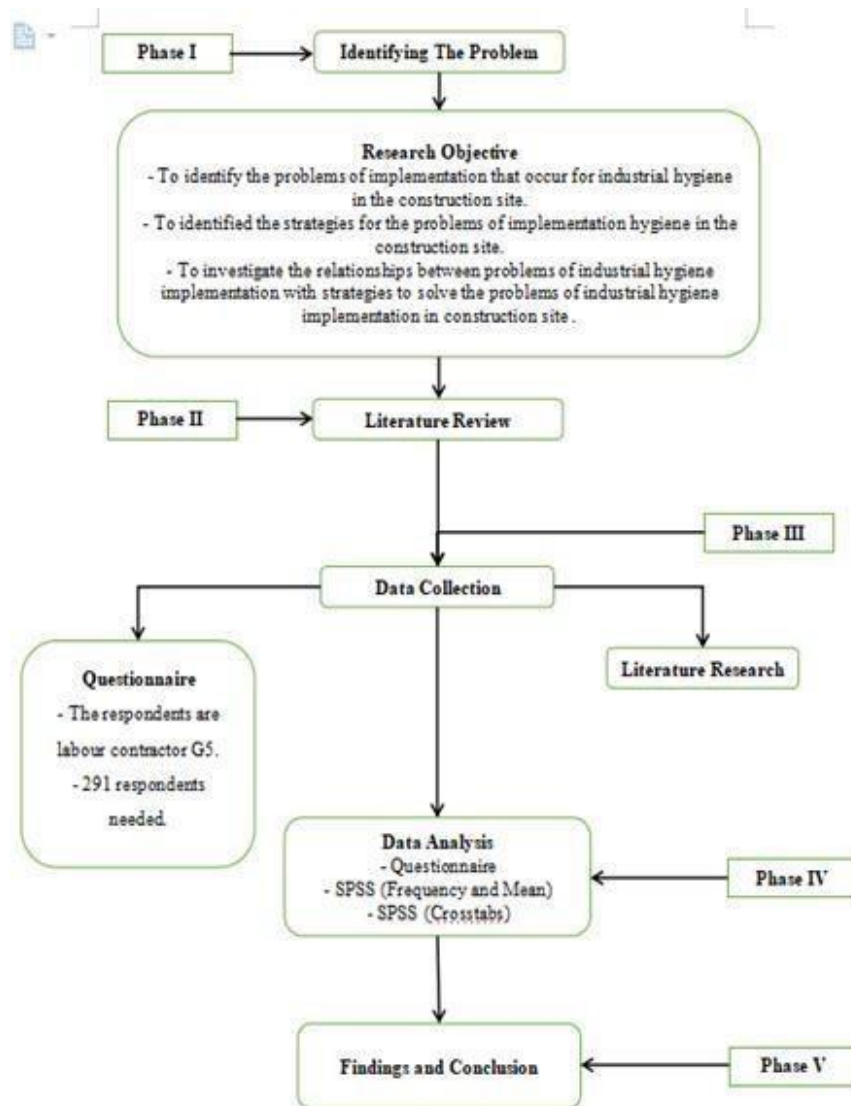 Phase I
Identifying The Problem
Research Objective
- To identify the problems of implementation that occur for industrial hygiene
in the construction site.
- To identified the strategies for the problems of implementation hygiene in the
construction site.
- To investigate the relationships between problems of industrial hygiene
implementation with strategies to solve the problems of industrial hygiene
implementation in construction site .
Phase II
Literature Review
Phase III
Data Collection
Questionnaire
- The respondents are
labour contractor G5.
- 291 respondents
needed.
Literature Research
Data Analysis
- Questionnaire
- SPSS (Frequency and Mean)
- SPSS (Crosstabs)
Phase IV
Findings and Conclusion
Phase V